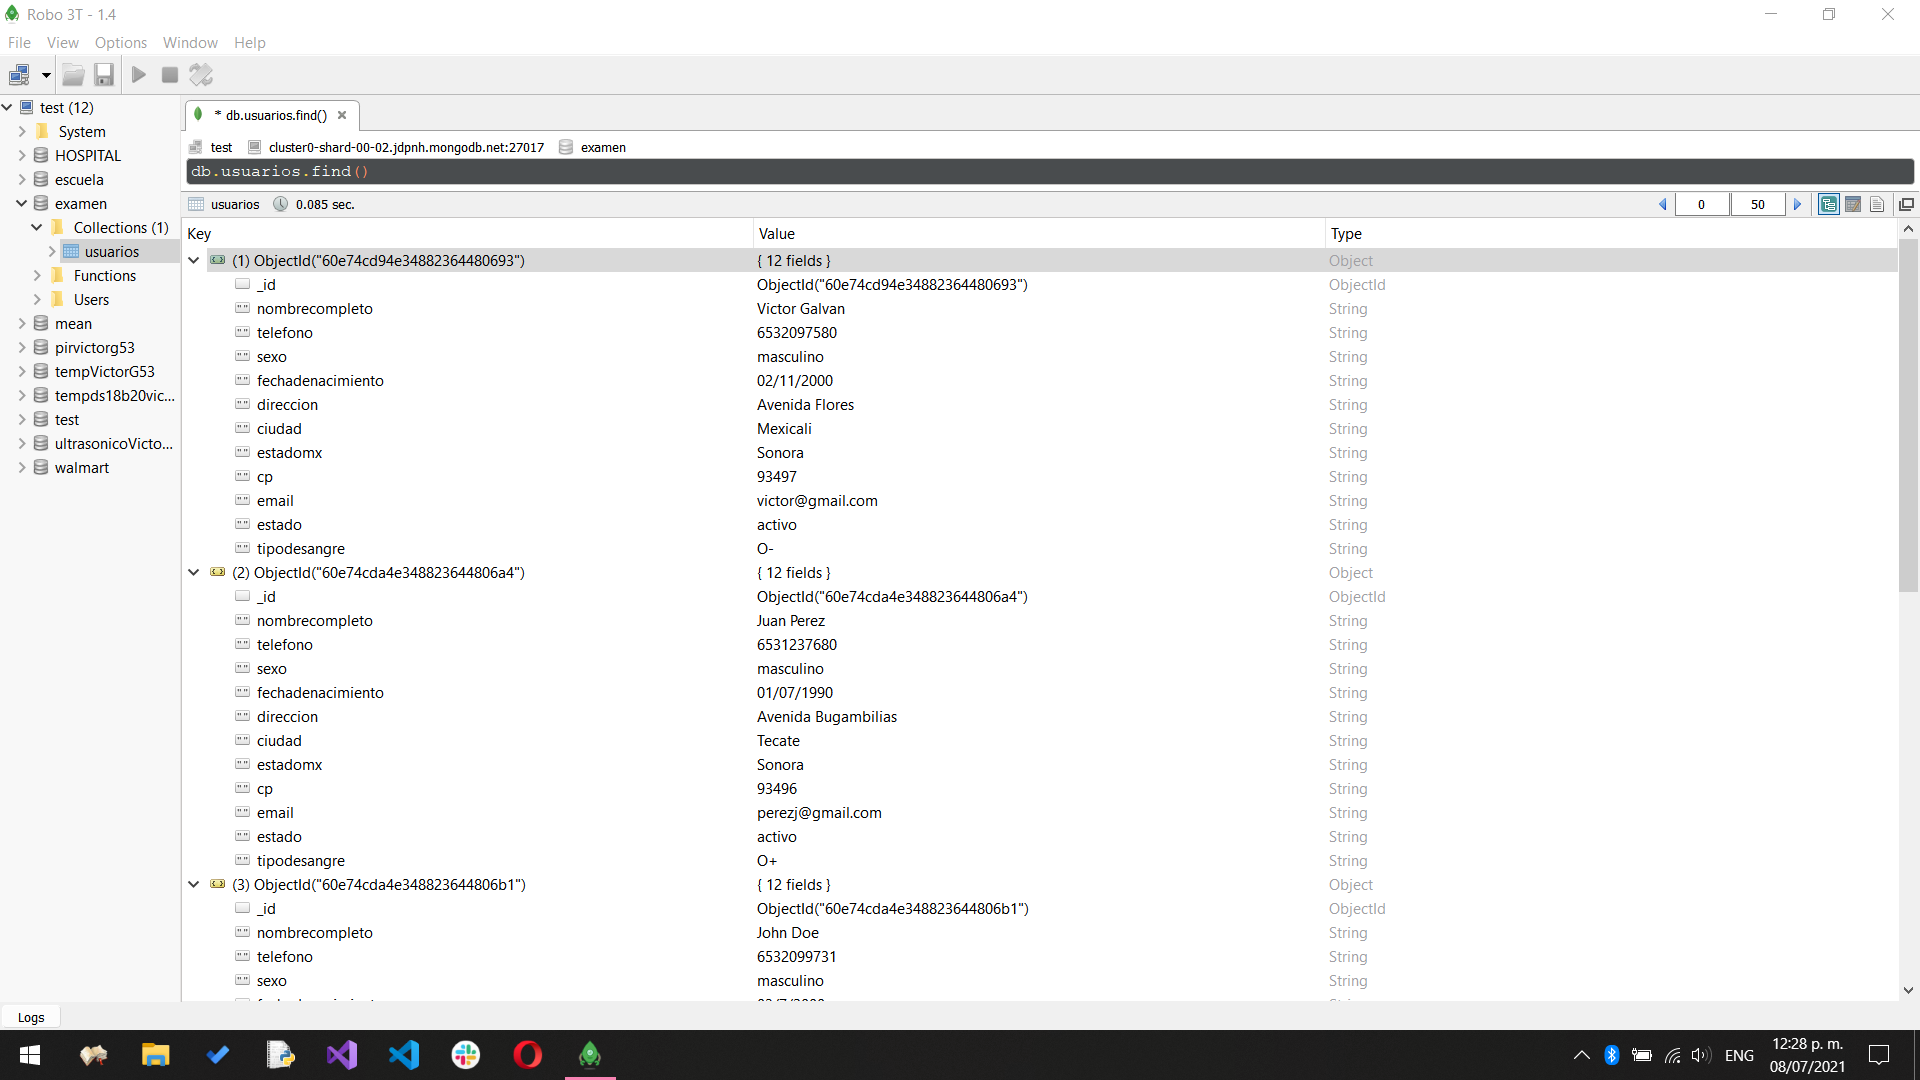 Robo 3T - 1.4
File View Options Window Help
test (12)
System
HOSPITAL
escuela
examen
Collections (1)
usuarios
Functions
Users
mean
pirvictorg53
tempVictorG53
tempds18b20vic...
test
ultrasonicoVicto...
walmart
* db.usuarios.find()
test cluster0-shard-00-02.jdpnh.mongodb.net:27017 examen
db.usuarios.find()
usuarios 0.085 sec. 0 50
Key Value Type
(1) ObjectId("60e74cd94e34882364480693") { 12 fields } Object
_id ObjectId("60e74cd94e34882364480693") ObjectId
nombrecompleto Victor Galvan String
telefono 6532097580 String
sexo masculino String
fechadenacimiento 02/11/2000 String
direccion Avenida Flores String
ciudad Mexicali String
estadomx Sonora String
cp 93497 String
email victor@gmail.com String
estado activo String
tipodesangre O- String
(2) ObjectId("60e74cda4e348823644806a4") { 12 fields } Object
_id ObjectId("60e74cda4e348823644806a4") ObjectId
nombrecompleto Juan Perez String
telefono 6531237680 String
sexo masculino String
fechadenacimiento 01/07/1990 String
direccion Avenida Bugambilias String
ciudad Tecate String
estadomx Sonora String
cp 93496 String
email perezj@gmail.com String
estado activo String
tipodesangre O+ String
(3) ObjectId("60e74cda4e348823644806b1") { 12 fields } Object
_id ObjectId("60e74cda4e348823644806b1") ObjectId
nombrecompleto John Doe String
telefono 6532099731 String
sexo masculino String
Logs
ENG
12:28 p. m.
08/07/2021